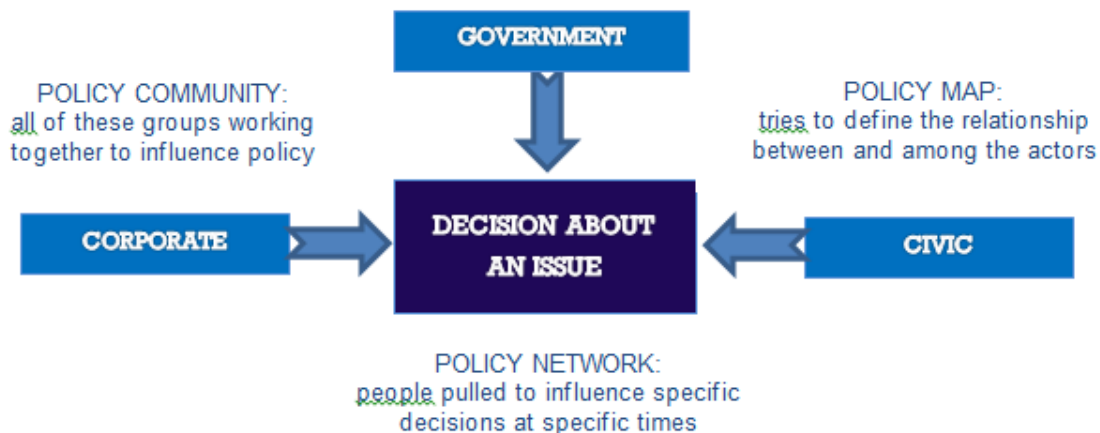 GOVERNMENT
POLICY COMMUNITY:
all of these groups working
together to influence policy
POLICY MAP:
tries to define the relationship
between and among the actors
CORPORATE
DECISION ABOUT
AN ISSUE
CIVIC
POLICY NETWORK:
people pulled to influence specific
decisions at specific times